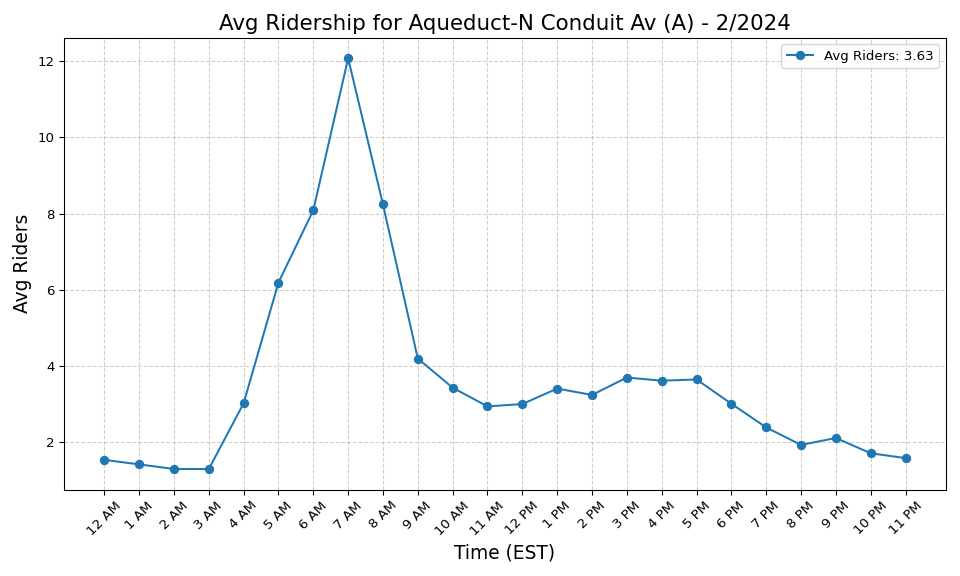 Avg Ridership for Aqueduct-N Conduit Av (A) - 2/2024
Avg Riders: 3.63
12
10
8
6
4
2
Avg Riders
12 AM
1 AM
2 AM
3 AM
4 AM
5 AM
6 AM
7 AM
8 AM
9 AM
10 AM
11 AM
12 PM
1 PM
2 PM
3 PM
4 PM
5 PM
6 PM
7 PM
8 PM
9 PM
10 PM
11 PM
Time (EST)